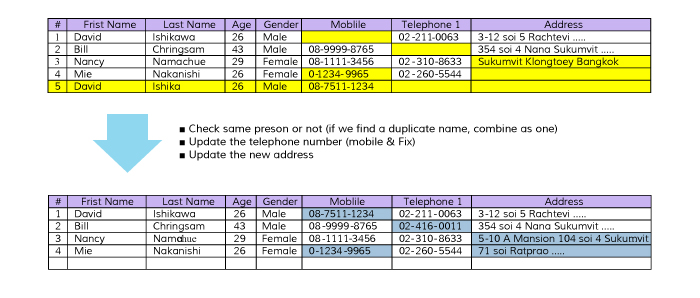 # Frist Name Last Name Age Gender Moblile Telephone 1 Address
1 David Ishikawa 26 Male 02-211-0063 3-12 soi 5 Rachtevi .....
2 Bill Chringsam 43 Male 08-9999-8765 354 soi 4 Nana Sukumvit .....
3 Nancy Namachue 29 Female 08-1111-3456 02-310-8633 Sukumvit Klongtoey Bangkok
4 Mie Nakanishi 26 Female 0-1234-9965 02-260-5544
5 David Ishika 26 Male 08-7511-1234
■ Check same preson or not (if we find a duplicate name, combine as one)
■ Update the telephone number (mobile & Fix)
■ Update the new address
# Frist Name Last Name Age Gender Moblile Telephone 1 Address
1 David Ishikawa 26 Male 08-7511-1234 02-211-0063 3-12 soi 5 Rachtevi .....
2 Bill Chringsam 43 Male 08-9999-8765 02-416-0011 354 soi 4 Nana Sukumvit .....
3 Nancy Namachue 29 Female 08-1111-3456 02-310-8633 5-10 A Mansion 104 soi 4 Sukumvit
4 Mie Nakanishi 26 Female 0-1234-9965 02-260-5544 71 soi Ratprao .....